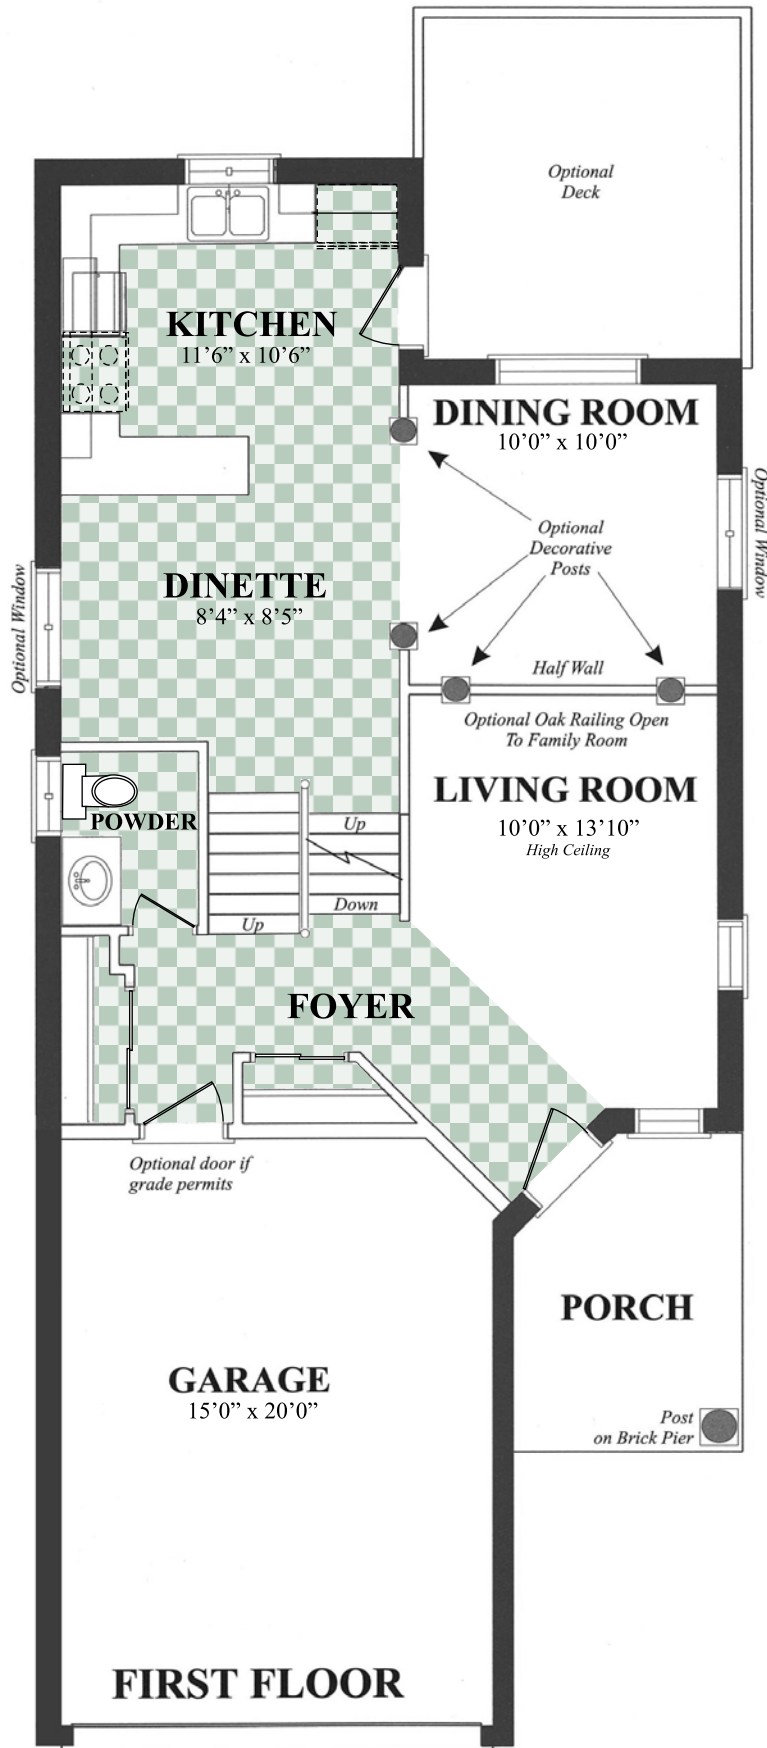 Optional
Deck
KITCHEN
11'6” x 10'6”
DINING ROOM
10'0” x 10'0”
Optional Window
Optional
Decorative
Posts
Optional Window
DINETTE
8'4” x 8'5”
Half Wall
Optional Oak Railing Open
To Family Room
LIVING ROOM
10'0” x 13'10”
High Ceiling
POWDER
Up
Down
Up
FOYER
Optional door if
grade permits
PORCH
GARAGE
15'0” x 20'0”
Post
on Brick Pier
FIRST FLOOR